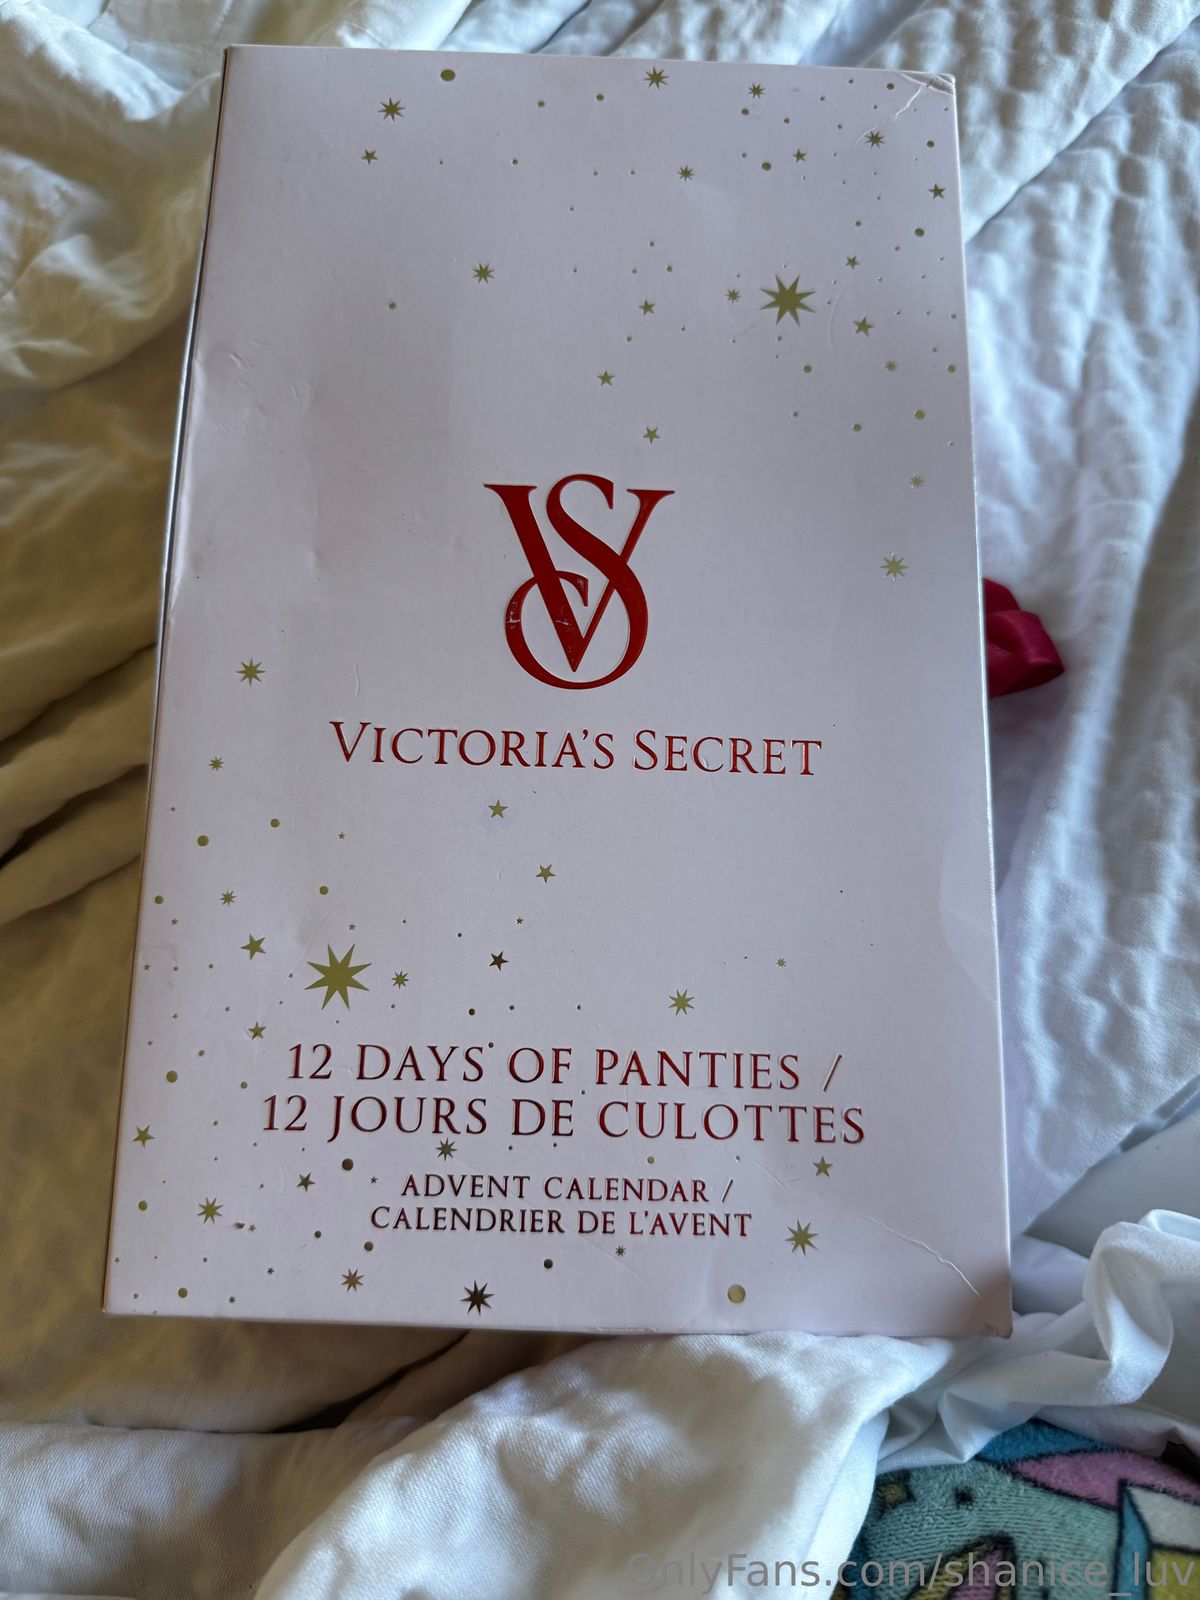 VS
VICTORIA'S SECRET
12 DAYS OF PANTIES /
12 JOURS DE CULOTTES
ADVENT CALENDAR /
CALENDRIER DE L'AVENT
OnlyFans.com/shanice_luv